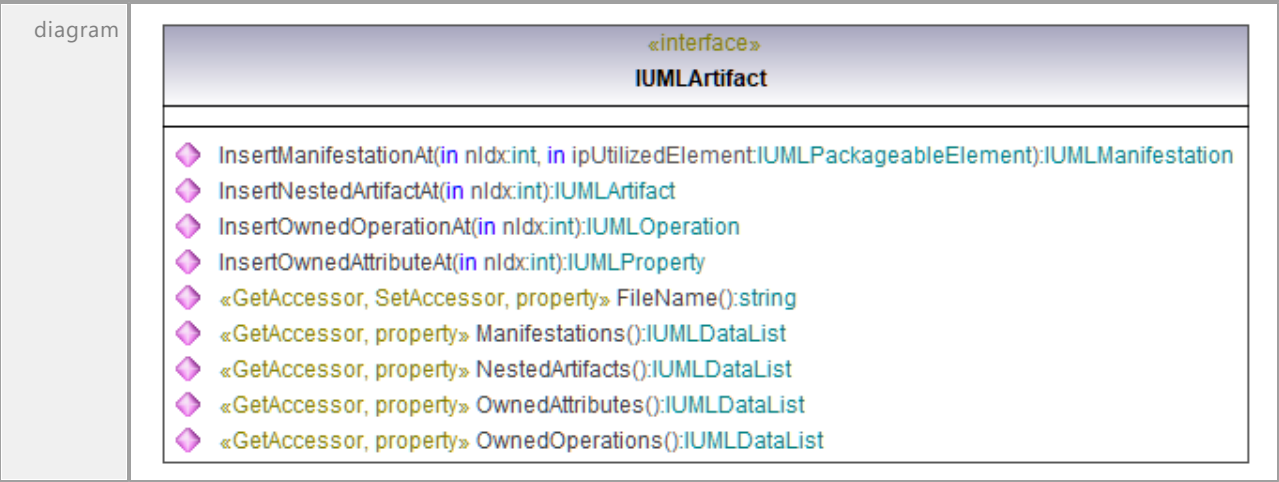 diagram
«interface»
IUMLArtifact
InsertManifestationAt(in nIdx:int, in ipUtilizedElement:IUMLPackageableElement):IUMLManifestation
InsertNestedArtifactAt(in nIdx:int):IUMLArtifact
InsertOwnedOperationAt(in nIdx:int):IUMLOperation
InsertOwnedAttributeAt(in nIdx:int):IUMLProperty
«GetAccessor, SetAccessor, property» FileName():string
«GetAccessor, property» Manifestations():IUMLDataList
«GetAccessor, property» NestedArtifacts():IUMLDataList
«GetAccessor, property» OwnedAttributes():IUMLDataList
«GetAccessor, property» OwnedOperations():IUMLDataList